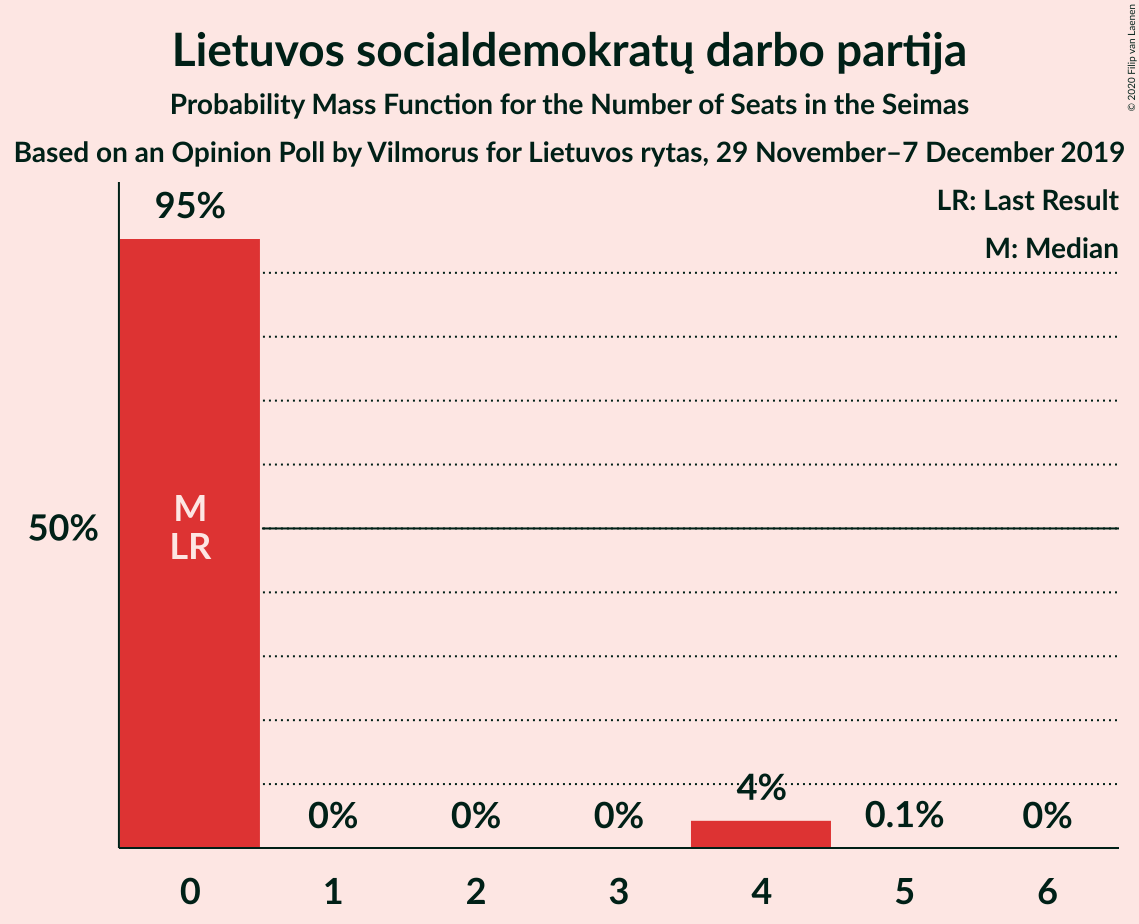 Lietuvos socialdemokratų darbo partija
Probability Mass Function for the Number of Seats in the Seimas
Based on an Opinion Poll by Vilmorus for Lietuvos rytas, 29 November–7 December 2019
© 2020 Filip van Laenen
LR: Last Result
M: Median
95%
M
LR
50%
0%
0%
0%
4%
0.1%
0%
0
1
2
3
4
5
6